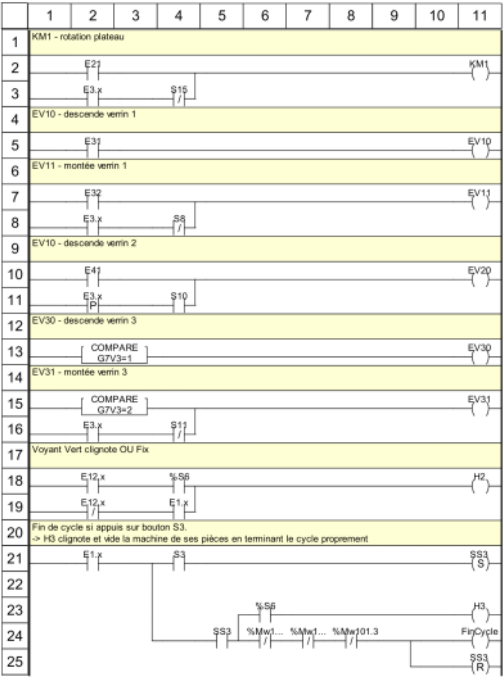 1 2 3 4 5 6 7 8 9 10 11
1 KM1 - rotation plateau
2 E21 KM1
3 E3.x S15
4 EV10 - descende verrin 1
5 E31 EV10
6 EV11 - montée verrin 1
7 E32 EV11
8 E3.x S8
9 EV10 - descende verrin 2
10 E41 EV20
11 E3.x P S10
12 EV30 - descende verrin 3
13 COMPARE G7V3=1 EV30
14 EV31 - montée verrin 3
15 COMPARE G7V3=2 EV31
16 E3.x S11
17 Voyant Vert clignote OU Fix
18 E12.x %S6 H2
19 E12.x E1.x
20 Fin de cycle si appuis sur bouton S3.
-> H3 clignote et vide la machine de ses pièces en terminant le cycle proprement
21 E1.x S3 SS3 S
22
23 %S6 H3
24 SS3 %Mw1... %Mw1... %Mw101.3 FinCycle
25 SS3 R